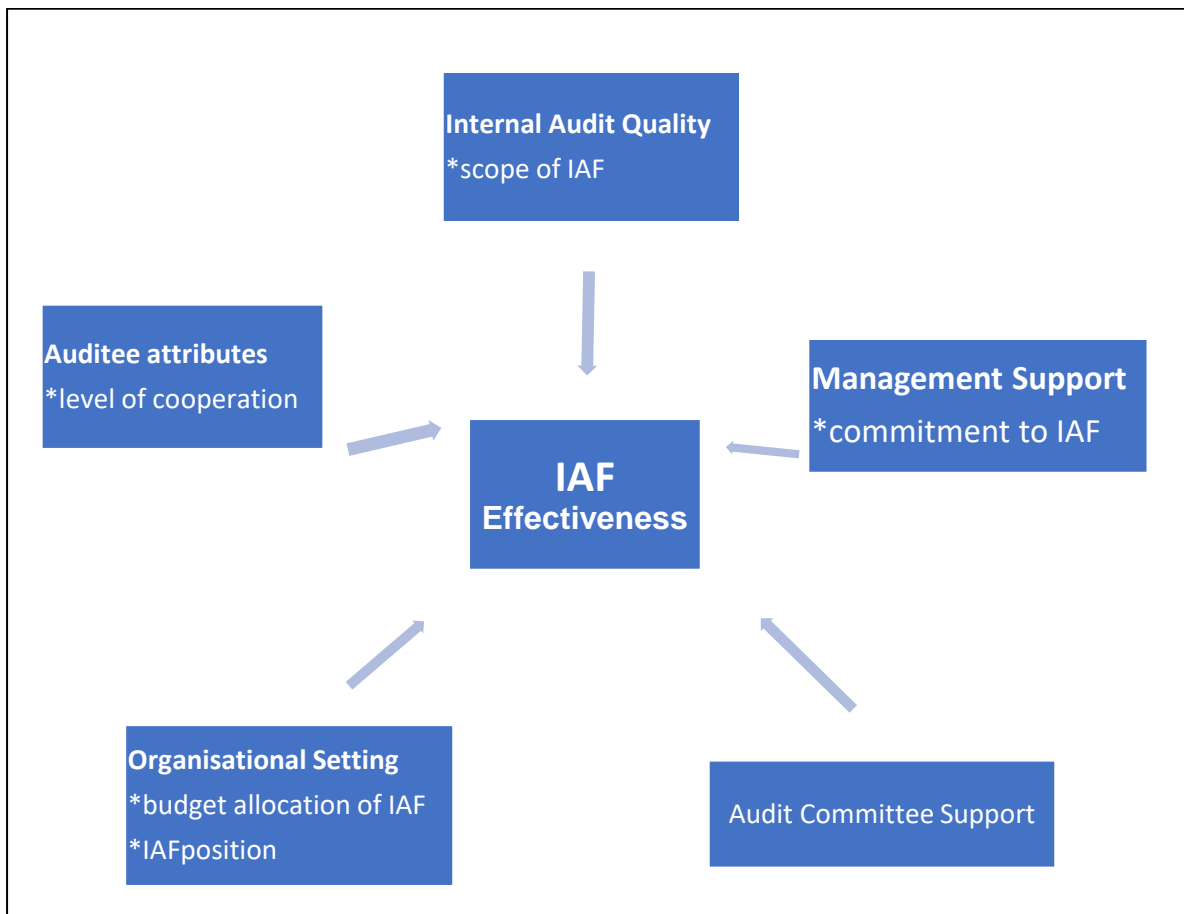 Internal Audit Quality
*scope of IAF
Auditee attributes
*level of cooperation
Management Support
*commitment to IAF
IAF
Effectiveness
Organisational Setting
*budget allocation of IAF
*IAFposition
Audit Committee Support